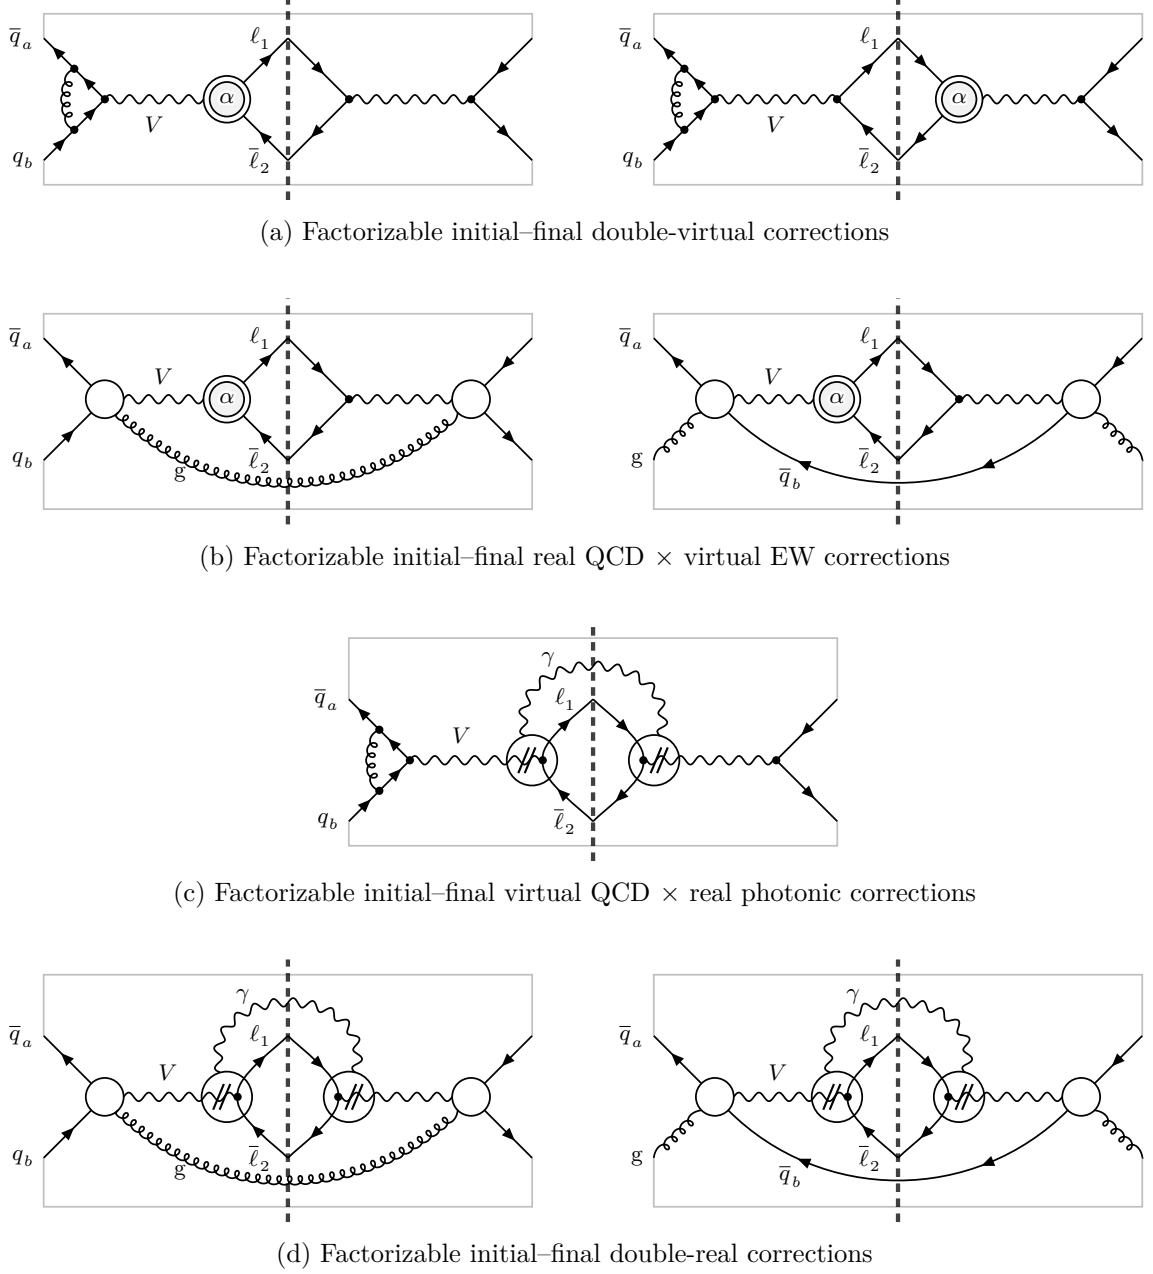 q̅a ℓ1 α V qb ℓ̅2
q̅a ℓ1 α V qb ℓ̅2
(a) Factorizable initial–final double-virtual corrections
q̅a ℓ1 V α qb g ℓ̅2
q̅a ℓ1 V α g q̅b ℓ̅2
(b) Factorizable initial–final real QCD × virtual EW corrections
γ q̅a ℓ1 V qb ℓ̅2
(c) Factorizable initial–final virtual QCD × real photonic corrections
γ q̅a ℓ1 V qb g ℓ̅2
γ q̅a ℓ1 V g q̅b ℓ̅2
(d) Factorizable initial–final double-real corrections